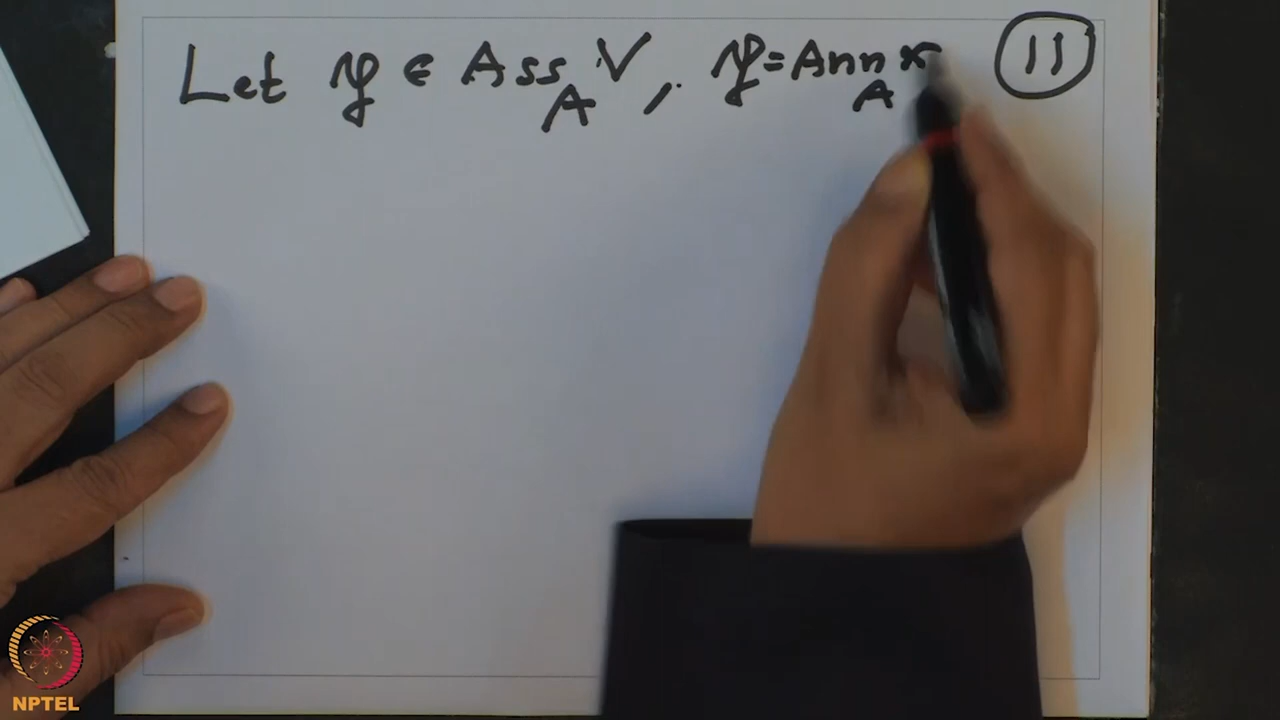 Let 𝔭 ∈ Ass_A V, 𝔭 = Ann_A x
11
NPTEL